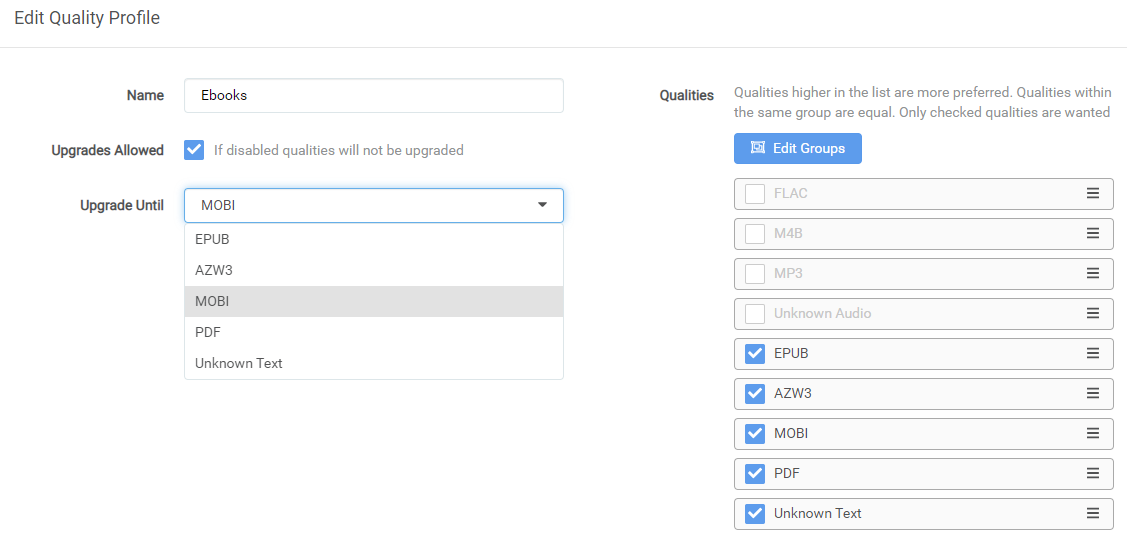 Edit Quality Profile
Name
Ebooks
Upgrades Allowed
If disabled qualities will not be upgraded
Upgrade Until
MOBI
EPUB
AZW3
MOBI
PDF
Unknown Text
Qualities
Qualities higher in the list are more preferred. Qualities within
the same group are equal. Only checked qualities are wanted
Edit Groups
FLAC
M4B
MP3
Unknown Audio
EPUB
AZW3
MOBI
PDF
Unknown Text